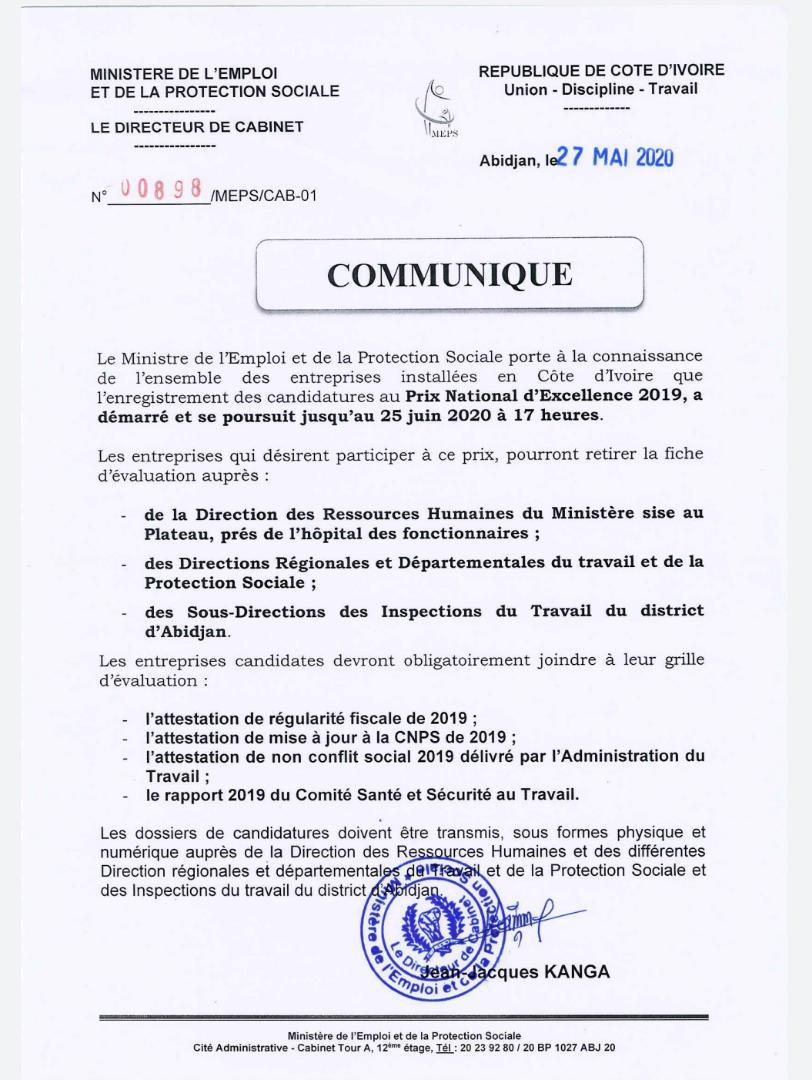 MINISTERE DE L'EMPLOI
ET DE LA PROTECTION SOCIALE
----------------
LE DIRECTEUR DE CABINET
----------------
N° 00898 /MEPS/CAB-01
MEPS
REPUBLIQUE DE COTE D'IVOIRE
Union - Discipline - Travail
-------------
Abidjan, le 27 MAI 2020
COMMUNIQUE
Le Ministre de l'Emploi et de la Protection Sociale porte à la connaissance
de l'ensemble des entreprises installées en Côte d'Ivoire que
l'enregistrement des candidatures au Prix National d'Excellence 2019, a
démarré et se poursuit jusqu'au 25 juin 2020 à 17 heures.
Les entreprises qui désirent participer à ce prix, pourront retirer la fiche
d'évaluation auprès :
- de la Direction des Ressources Humaines du Ministère sise au
Plateau, prés de l'hôpital des fonctionnaires ;
- des Directions Régionales et Départementales du travail et de la
Protection Sociale ;
- des Sous-Directions des Inspections du Travail du district
d'Abidjan.
Les entreprises candidates devront obligatoirement joindre à leur grille
d'évaluation :
- l'attestation de régularité fiscale de 2019 ;
- l'attestation de mise à jour à la CNPS de 2019 ;
- l'attestation de non conflit social 2019 délivré par l'Administration du
Travail ;
- le rapport 2019 du Comité Santé et Sécurité au Travail.
Les dossiers de candidatures doivent être transmis, sous formes physique et
numérique auprès de la Direction des Ressources Humaines et des différentes
Direction régionales et départementales du Travail et de la Protection Sociale et
des Inspections du travail du district d'Abidjan.
Ministère de l'Emploi et de la Protection Sociale
Le Directeur de Cabinet
Jean-Jacques KANGA
Ministère de l'Emploi et de la Protection Sociale
Cité Administrative - Cabinet Tour A, 12ème étage, Tél : 20 23 92 80 / 20 BP 1027 ABJ 20